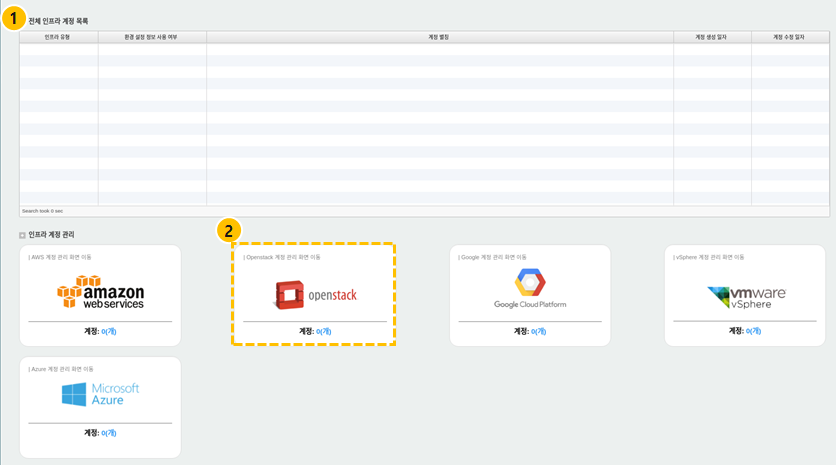 1
전체 인프라 계정 목록
인프라 유형 환경 설정 정보 사용 여부 계정 별칭 계정 생성 일자 계정 수정 일자
Search took 0 sec
2
인프라 계정 관리
| AWS 계정 관리 화면 이동
amazon
webservices
계정: 0(개)
| Openstack 계정 관리 화면 이동
openstack
계정: 0(개)
| Google 계정 관리 화면 이동
Google Cloud Platform
계정: 0(개)
| vSphere 계정 관리 화면 이동
vmware
vSphere
계정: 0(개)
| Azure 계정 관리 화면 이동
Microsoft
Azure
계정: 0(개)